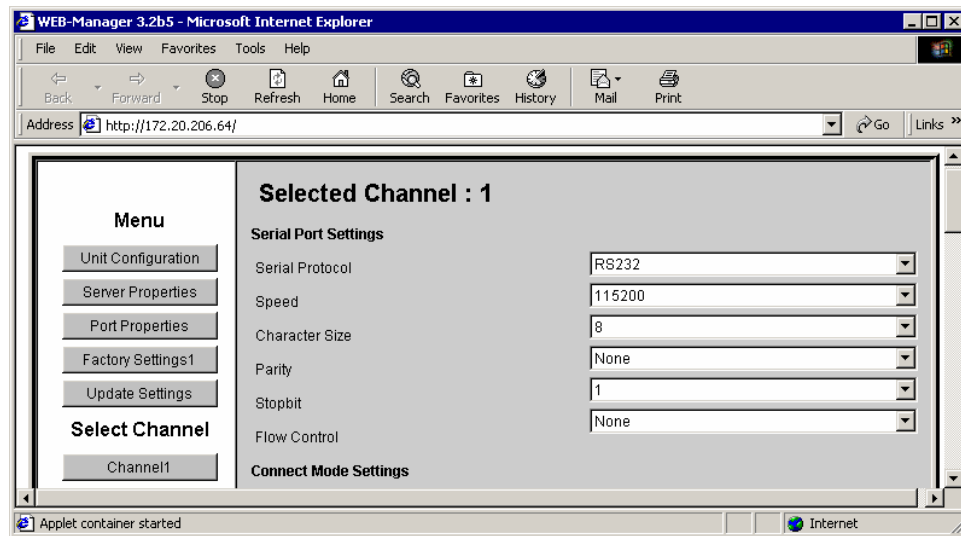 WEB-Manager 3.2b5 - Microsoft Internet Explorer
File Edit View Favorites Tools Help
Back Forward Stop Refresh Home Search Favorites History Mail Print
Address http://172.20.206.64/ Go Links »
Menu
Unit Configuration
Server Properties
Port Properties
Factory Settings1
Update Settings
Select Channel
Channel1
Selected Channel : 1
Serial Port Settings
Serial Protocol RS232
Speed 115200
Character Size 8
Parity None
Stopbit 1
Flow Control None
Connect Mode Settings
Applet container started Internet